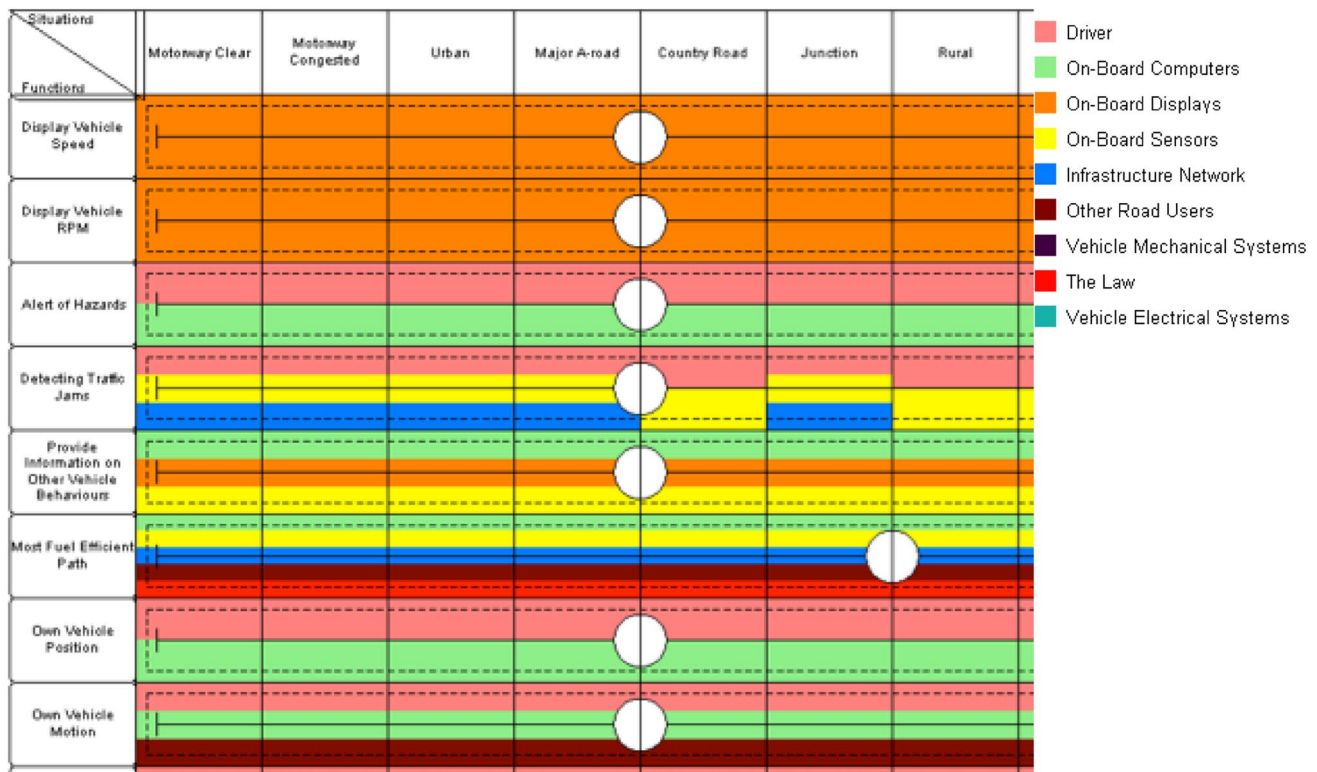 Situations
Functions
Motorway Clear
Motorway
Congested
Urban
Major A-road
Country Road
Junction
Rural
Display Vehicle
Speed
Display Vehicle
RPM
Alert of Hazards
Detecting Traffic
Jams
Provide
Information on
Other Vehicle
Behaviours
Most Fuel Efficient
Path
Own Vehicle
Position
Own Vehicle
Motion
Driver
On-Board Computers
On-Board Displays
On-Board Sensors
Infrastructure Network
Other Road Users
Vehicle Mechanical Systems
The Law
Vehicle Electrical Systems